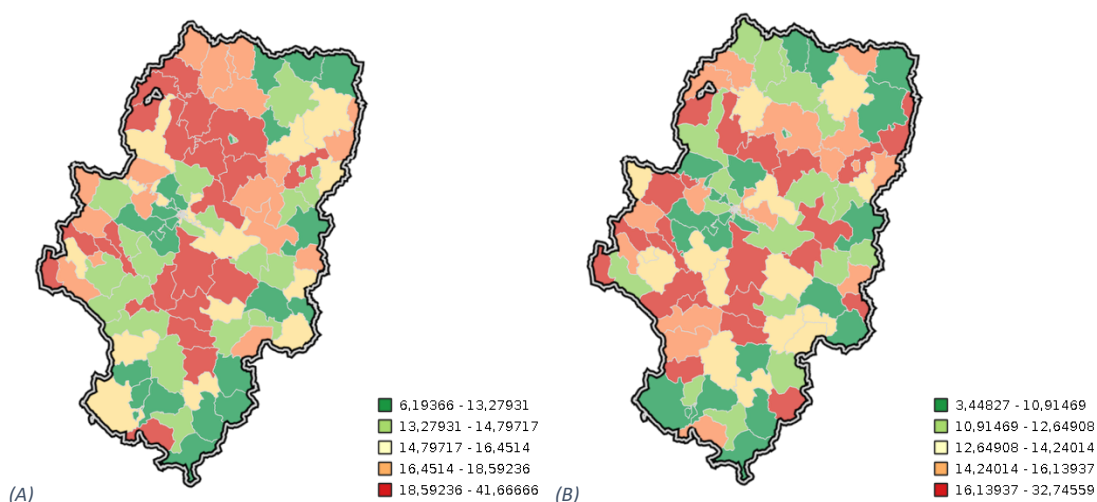 6,19366 - 13,27931
13,27931 - 14,79717
14,79717 - 16,4514
16,4514 - 18,59236
18,59236 - 41,66666
(A)
3,44827 - 10,91469
10,91469 - 12,64908
12,64908 - 14,24014
14,24014 - 16,13937
16,13937 - 32,74559
(B)